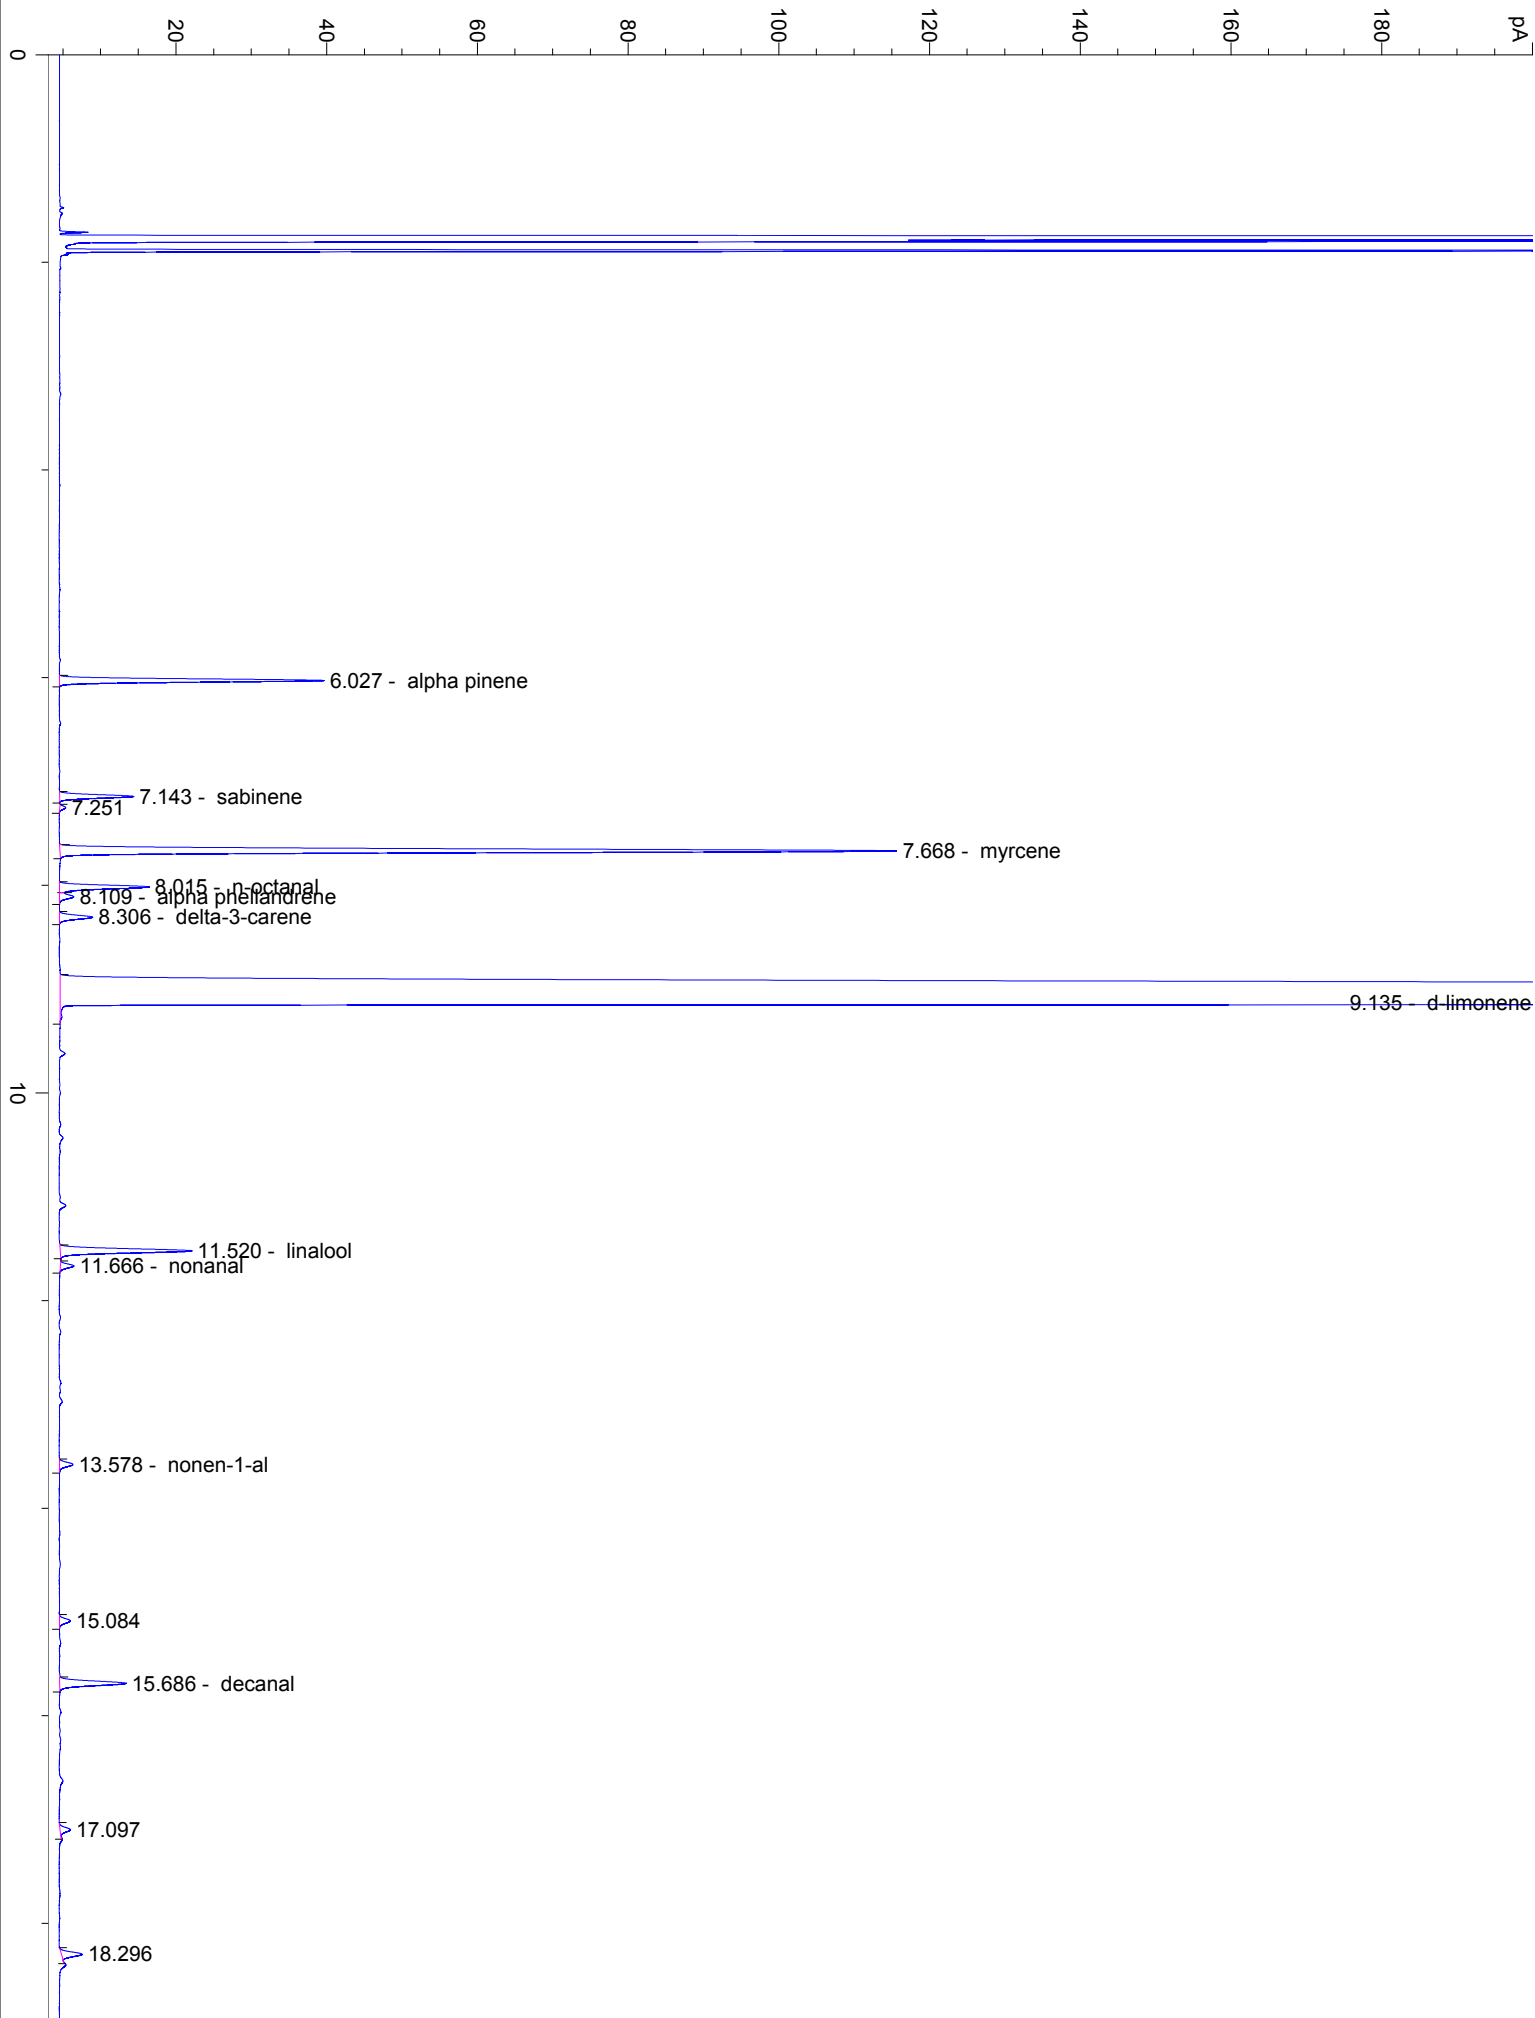 pA
20
40
60
80
100
120
140
160
180
0
6.027 - alpha pinene
7.143 - sabinene
7.251
7.668 - myrcene
8.015 - n-octanal
8.109 - alpha phellandrene
8.306 - delta-3-carene
9.135 - d-limonene
10
11.520 - linalool
11.666 - nonanal
13.578 - nonen-1-al
15.084
15.686 - decanal
17.097
18.296